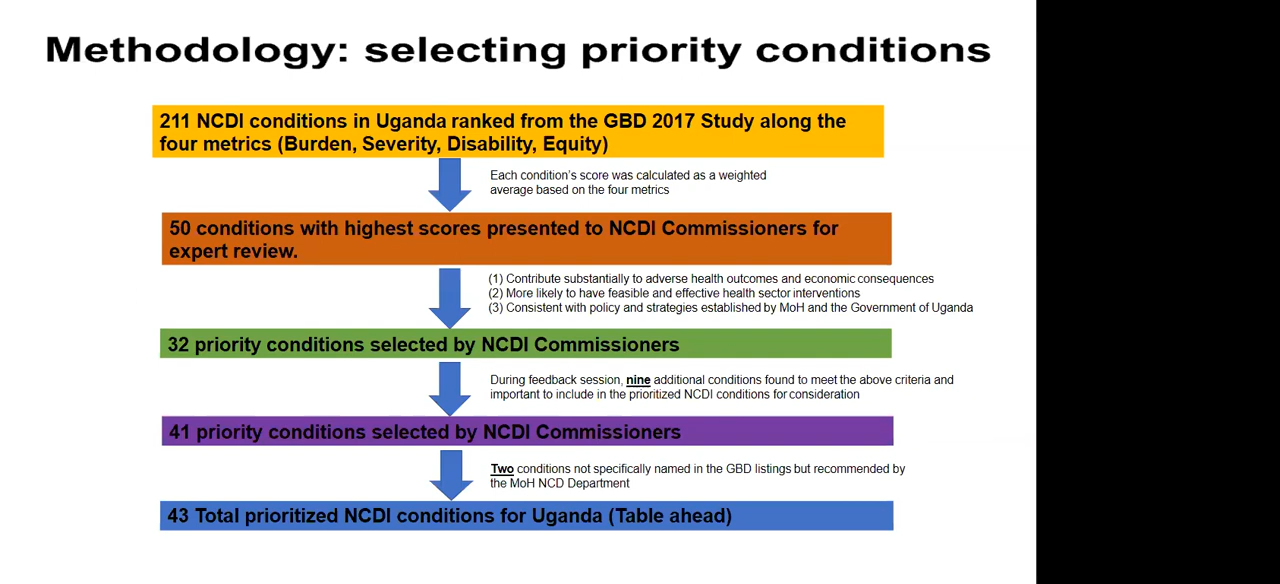 Methodology: selecting priority conditions
211 NCDI conditions in Uganda ranked from the GBD 2017 Study along the
four metrics (Burden, Severity, Disability, Equity)
Each condition's score was calculated as a weighted
average based on the four metrics
50 conditions with highest scores presented to NCDI Commissioners for
expert review.
(1) Contribute substantially to adverse health outcomes and economic consequences
(2) More likely to have feasible and effective health sector interventions
(3) Consistent with policy and strategies established by MoH and the Government of Uganda
32 priority conditions selected by NCDI Commissioners
During feedback session, nine additional conditions found to meet the above criteria and
important to include in the prioritized NCDI conditions for consideration
41 priority conditions selected by NCDI Commissioners
Two conditions not specifically named in the GBD listings but recommended by
the MoH NCD Department
43 Total prioritized NCDI conditions for Uganda (Table ahead)